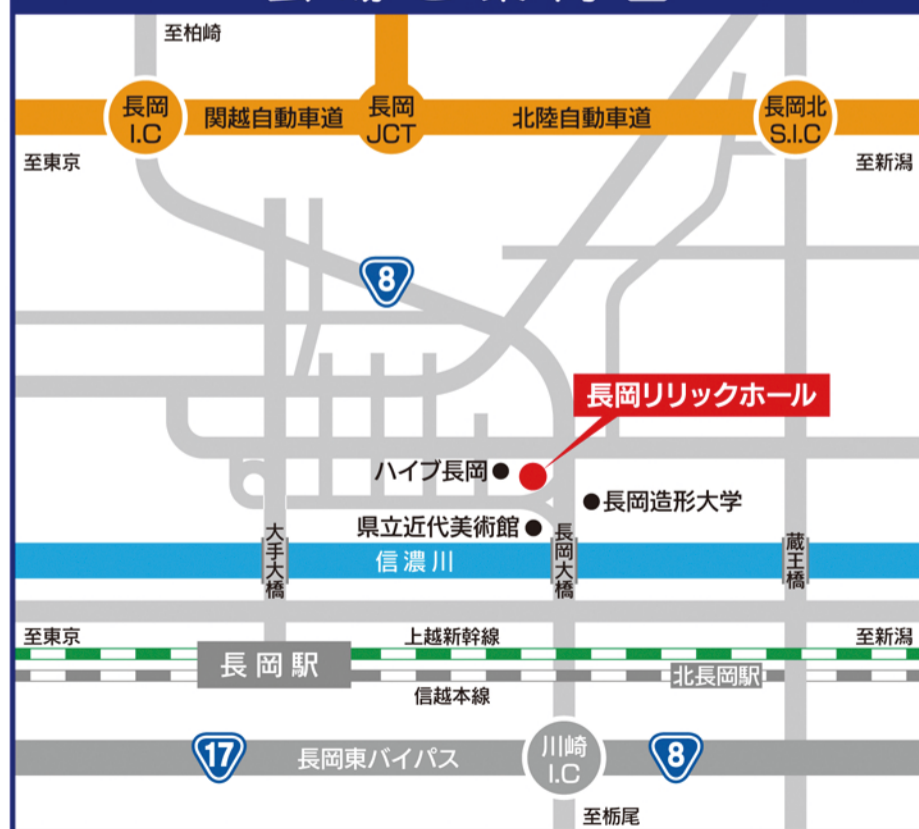 至柏崎
長岡
I.C
関越自動車道
長岡
JCT
北陸自動車道
長岡北
S.I.C
至東京
至新潟
8
長岡リリックホール
ハイブ長岡
長岡造形大学
県立近代美術館
大手大橋
信濃川
長岡大橋
蔵王橋
至東京
上越新幹線
至新潟
長岡駅
北長岡駅
信越本線
17
長岡東バイパス
川崎
I.C
8
至栃尾